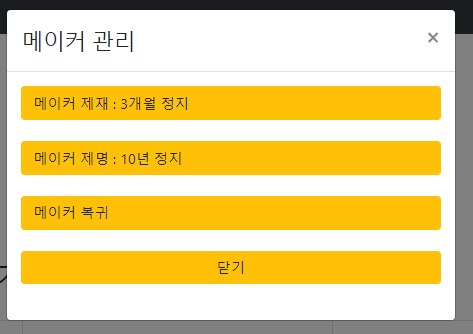 메이커 관리
×
메이커 제재 : 3개월 정지
메이커 제명 : 10년 정지
메이커 복귀
닫기